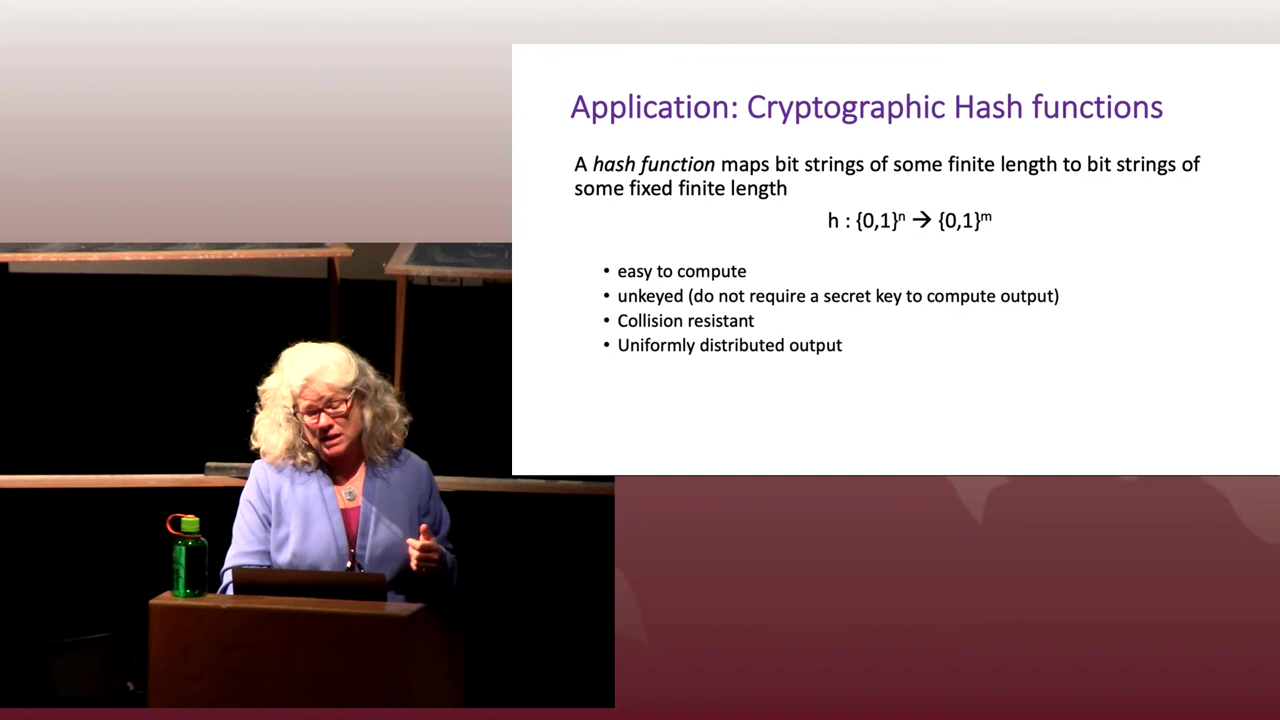 Application: Cryptographic Hash functions
A hash function maps bit strings of some finite length to bit strings of
some fixed finite length
h : {0,1}ⁿ → {0,1}ᵐ
• easy to compute
• unkeyed (do not require a secret key to compute output)
• Collision resistant
• Uniformly distributed output